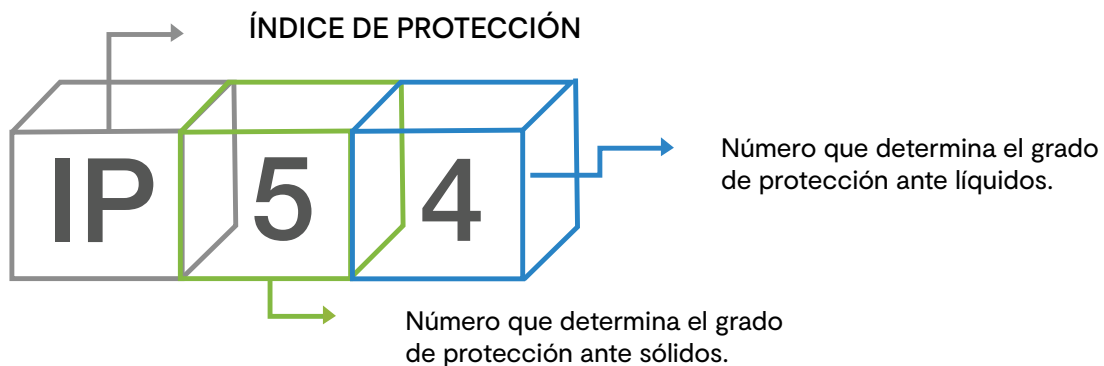 ÍNDICE DE PROTECCIÓN
IP 5 4
Número que determina el grado
de protección ante líquidos.
Número que determina el grado
de protección ante sólidos.